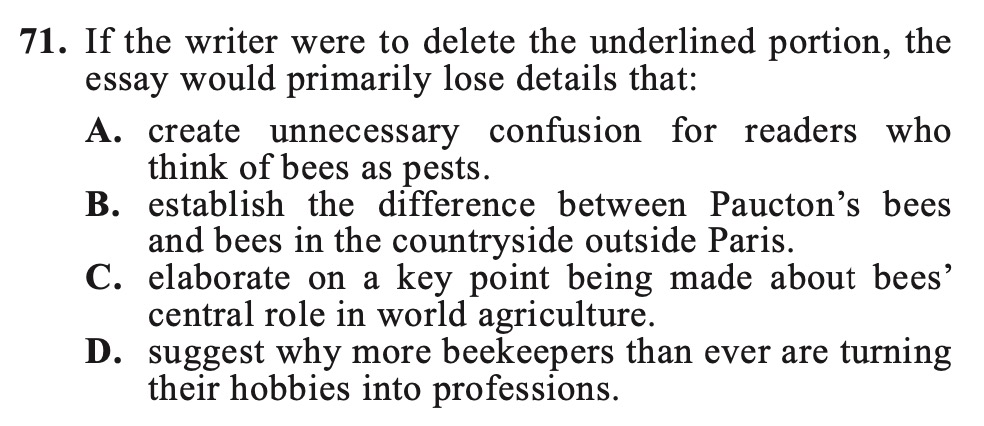 71. If the writer were to delete the underlined portion, the
essay would primarily lose details that:
A. create unnecessary confusion for readers who
think of bees as pests.
B. establish the difference between Paucton’s bees
and bees in the countryside outside Paris.
C. elaborate on a key point being made about bees’
central role in world agriculture.
D. suggest why more beekeepers than ever are turning
their hobbies into professions.